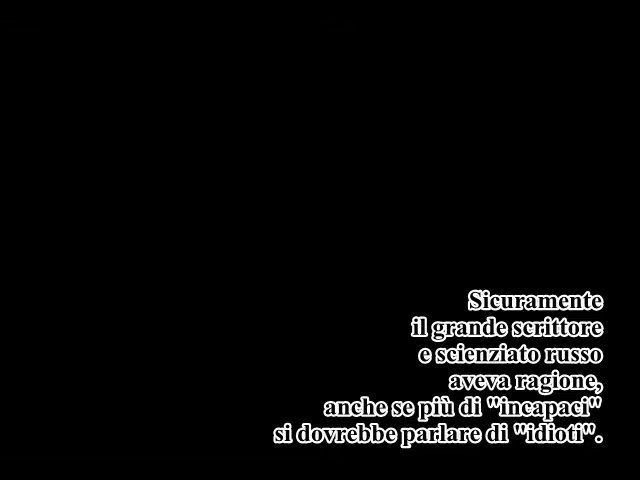 Sicuramente
il grande scrittore
e scienziato russo
aveva ragione,
anche se più di "incapaci"
si dovrebbe parlare di "idioti".